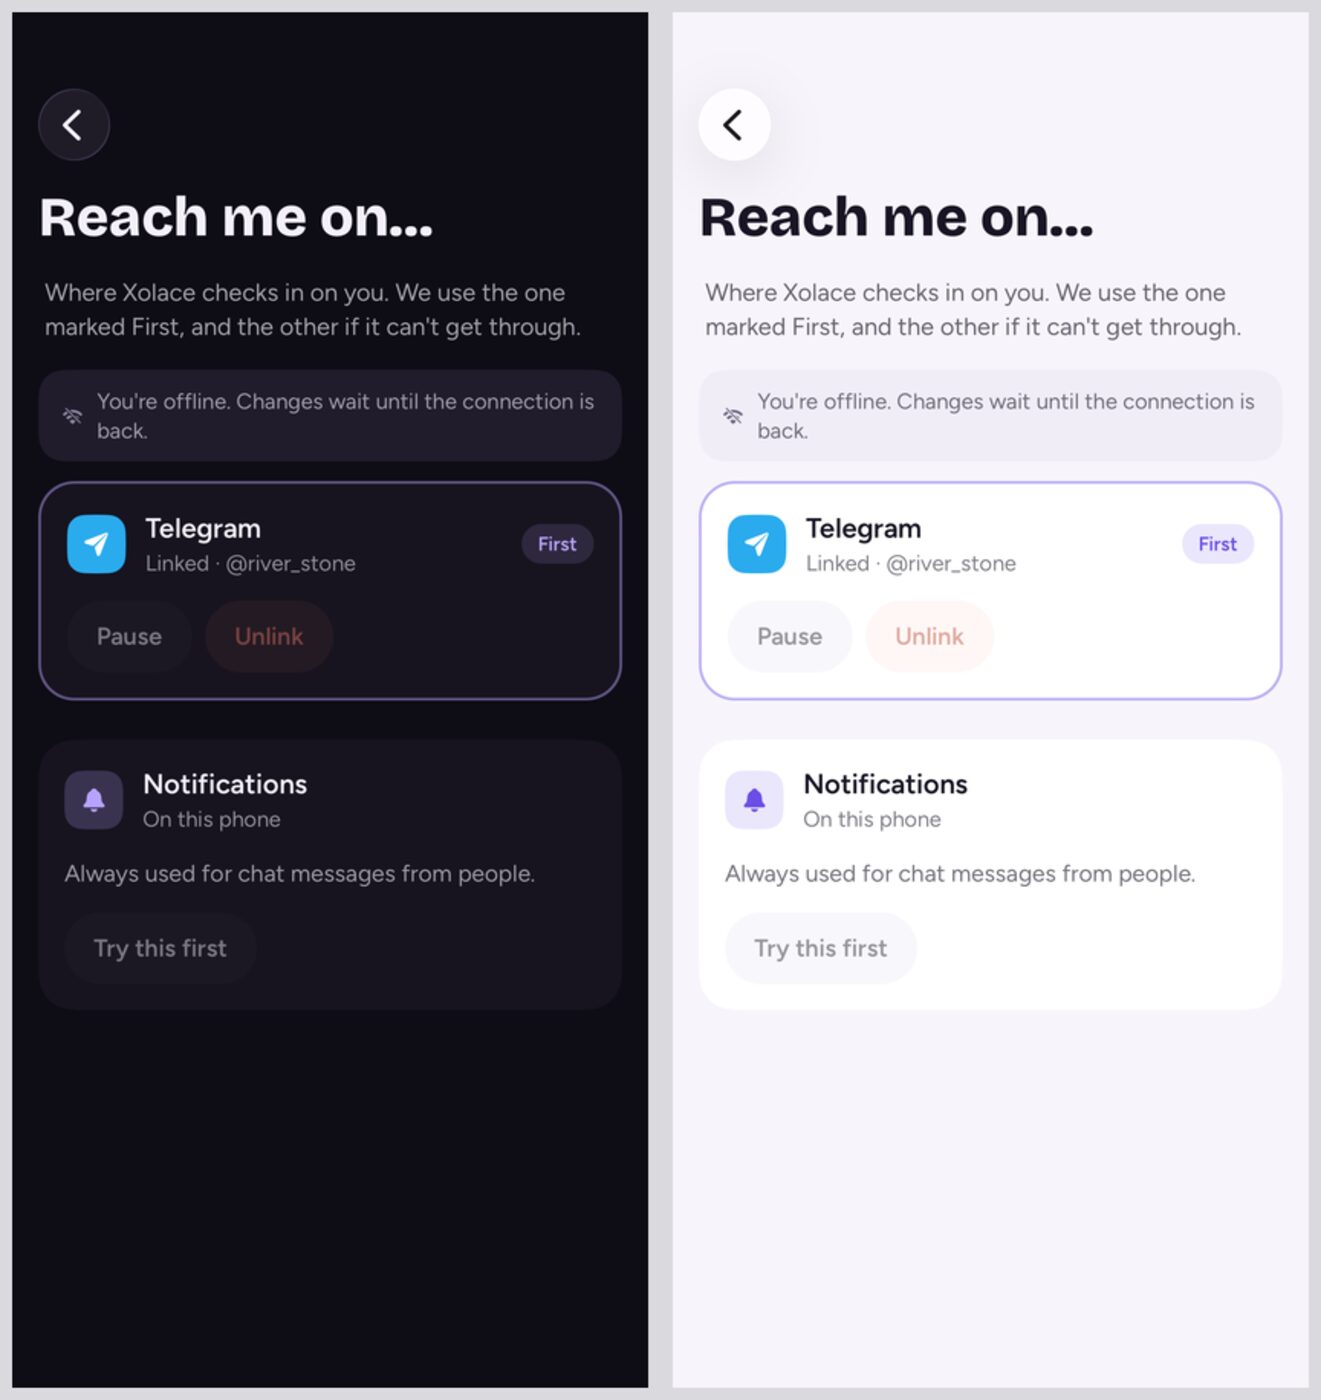 Reach me on...
Where Xolace checks in on you. We use the one
marked First, and the other if it can't get through.
You're offline. Changes wait until the connection is
back.
Telegram
Linked · @river_stone
First
Pause
Unlink
Notifications
On this phone
Always used for chat messages from people.
Try this first
Reach me on...
Where Xolace checks in on you. We use the one
marked First, and the other if it can't get through.
You're offline. Changes wait until the connection is
back.
Telegram
Linked · @river_stone
First
Pause
Unlink
Notifications
On this phone
Always used for chat messages from people.
Try this first